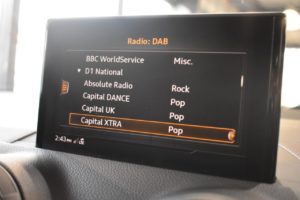 Radio: DAB
BBC WorldService Misc.
D1 National
Absolute Radio Rock
Capital DANCE Pop
Capital UK Pop
Capital XTRA Pop
2:43